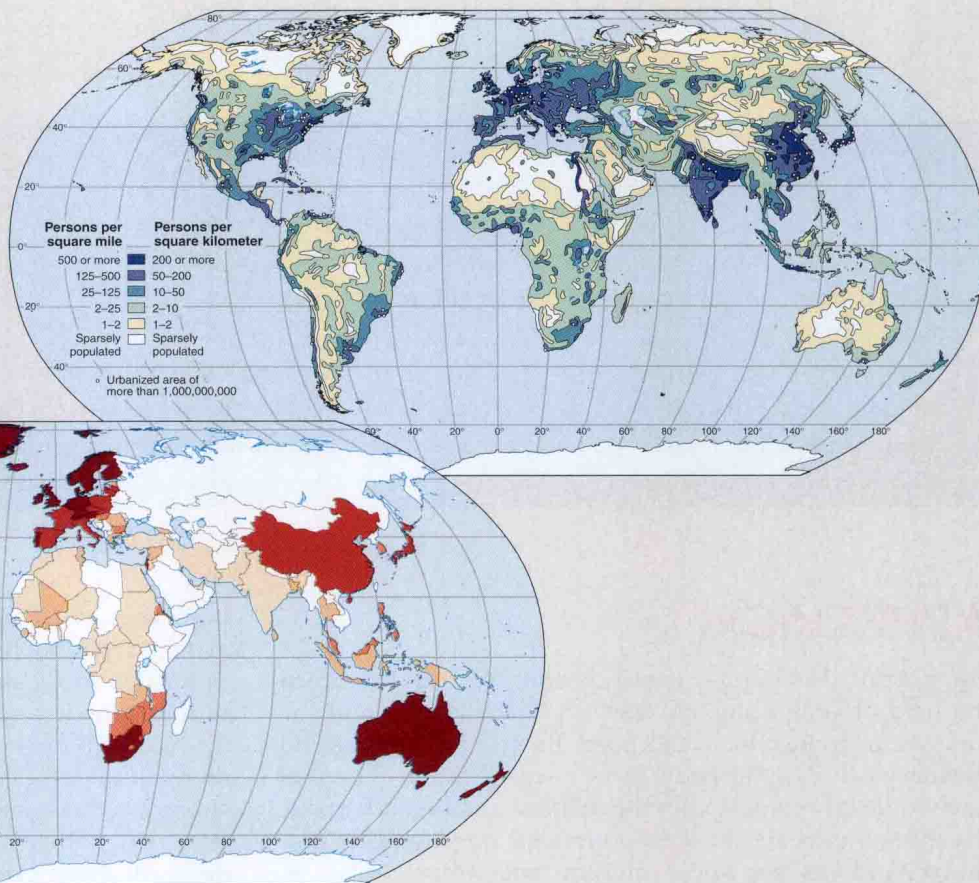 80°
60°
40°
20°
Persons per square mile
Persons per square kilometer
0°
500 or more 200 or more
125–500 50–200
25–125 10–50
20°
2–25 2–10
1–2 1–2
Sparsely populated Sparsely populated
40°
Urbanized area of
more than 1,000,000,000
60° 40° 20° 0° 20° 40° 60° 80° 100° 120° 140° 160° 180°
20° 0° 20° 40° 60° 80° 100° 120° 140° 160° 180°